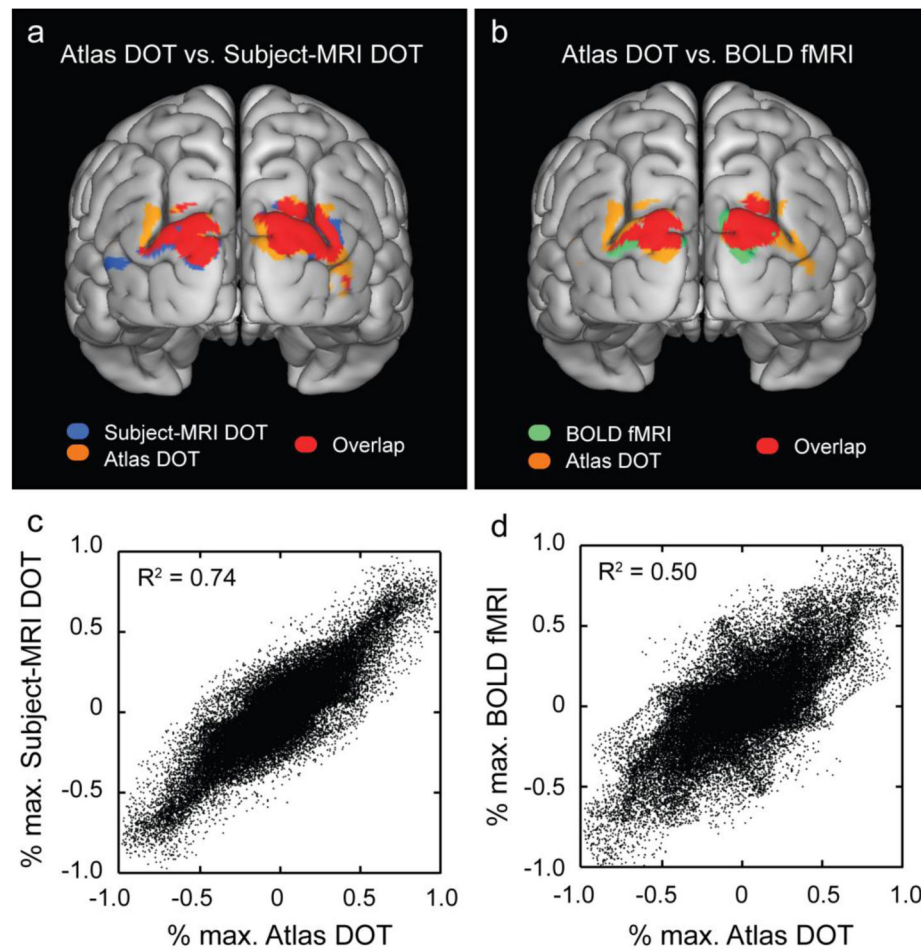 a
Atlas DOT vs. Subject-MRI DOT
Subject-MRI DOT
Atlas DOT
Overlap
b
Atlas DOT vs. BOLD fMRI
BOLD fMRI
Atlas DOT
Overlap
c
R² = 0.74
% max. Subject-MRI DOT
1.0
0.5
0
-0.5
-1.0
-1.0 -0.5 0 0.5 1.0
% max. Atlas DOT
d
R² = 0.50
% max. BOLD fMRI
1.0
0.5
0
-0.5
-1.0
-1.0 -0.5 0 0.5 1.0
% max. Atlas DOT